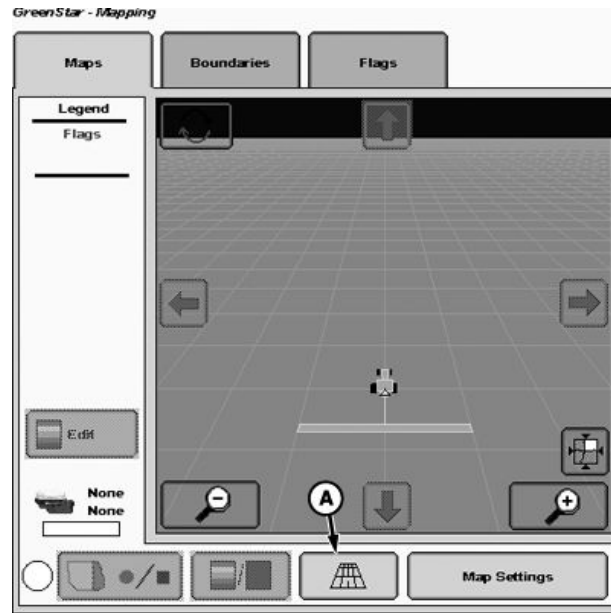 GreenStar - Mapping
Maps
Boundaries
Flags
Legend
Flags
Edit
None
None
A
Map Settings